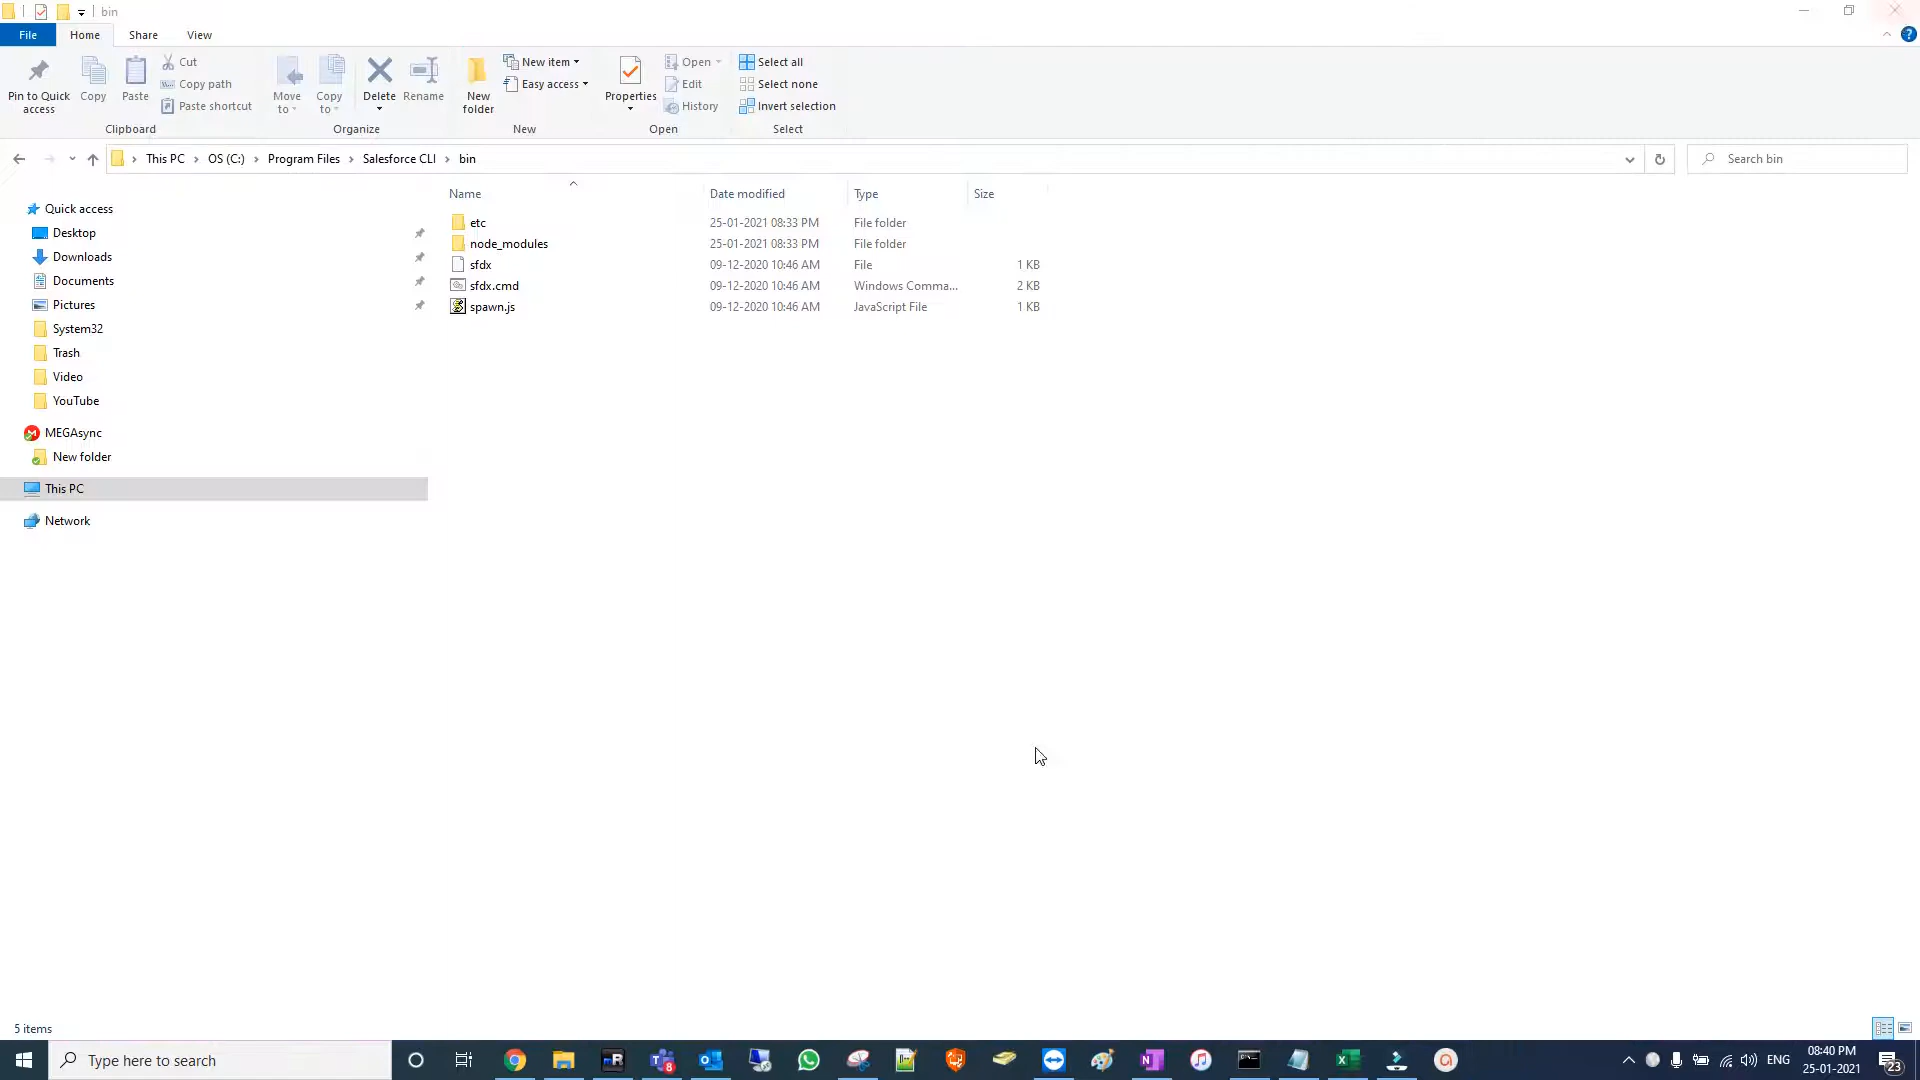 bin
File Home Share View
Pin to Quick access
Copy
Paste
Cut
Copy path
Paste shortcut
Clipboard
Move to
Copy to
Delete
Rename
Organize
New folder
New item
Easy access
New
Properties
Open
Edit
History
Open
Select all
Select none
Invert selection
Select
This PC > OS (C:) > Program Files > Salesforce CLI > bin
Search bin
Quick access
Desktop
Downloads
Documents
Pictures
System32
Trash
Video
YouTube
MEGAsync
New folder
This PC
Network
Name Date modified Type Size
etc 25-01-2021 08:33 PM File folder
node_modules 25-01-2021 08:33 PM File folder
sfdx 09-12-2020 10:46 AM File 1 KB
sfdx.cmd 09-12-2020 10:46 AM Windows Comma... 2 KB
spawn.js 09-12-2020 10:46 AM JavaScript File 1 KB
5 items
Type here to search
8
ENG
08:40 PM
25-01-2021
23